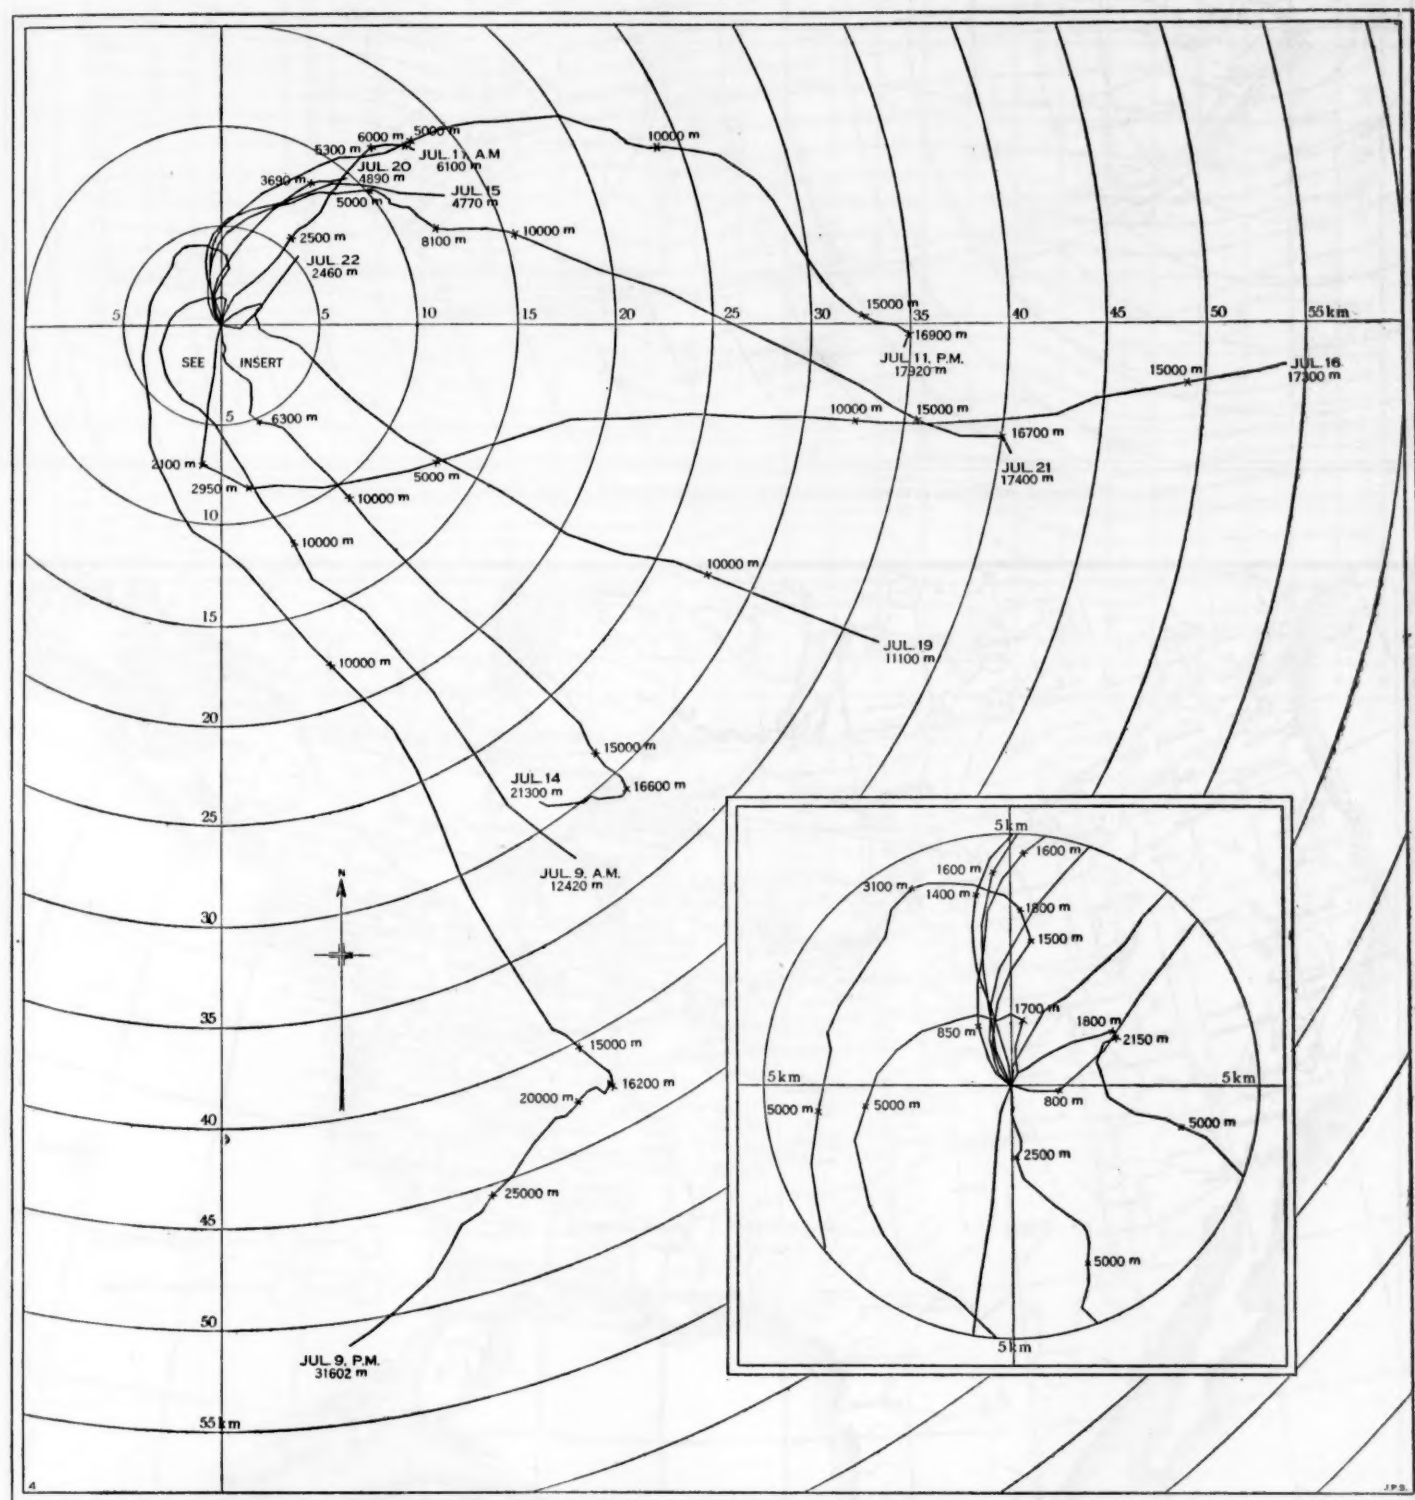 6000 m
5000 m
5300 m
10000 m
JUL. 11, A.M
6100 m
JUL. 20
4890 m
3690 m
JUL. 15
4770 m
5000 m
2500 m
8100 m
10000 m
JUL. 22
2460 m
15000 m
5
5
10
15
20
25
30
35
40
45
50
55 km
16900 m
JUL. 11, P.M.
17920 m
SEE INSERT
15000 m
JUL. 16
17300 m
5
6300 m
10000 m
15000 m
16700 m
2100 m
5000 m
JUL. 21
17400 m
2950 m
10000 m
10
10000 m
10000 m
15
JUL. 19
11100 m
10000 m
20
15000 m
JUL. 14
21300 m
16600 m
25
JUL. 9, A.M.
12420 m
N
30
35
15000 m
16200 m
20000 m
40
25000 m
45
50
JUL. 9, P.M.
31602 m
55 km
5 km
1600 m
1600 m
3100 m
1400 m
1800 m
1500 m
1700 m
850 m
1800 m
2150 m
5 km
5 km
5000 m
5000 m
800 m
5000 m
2500 m
5000 m
5 km
4
J.P.S.